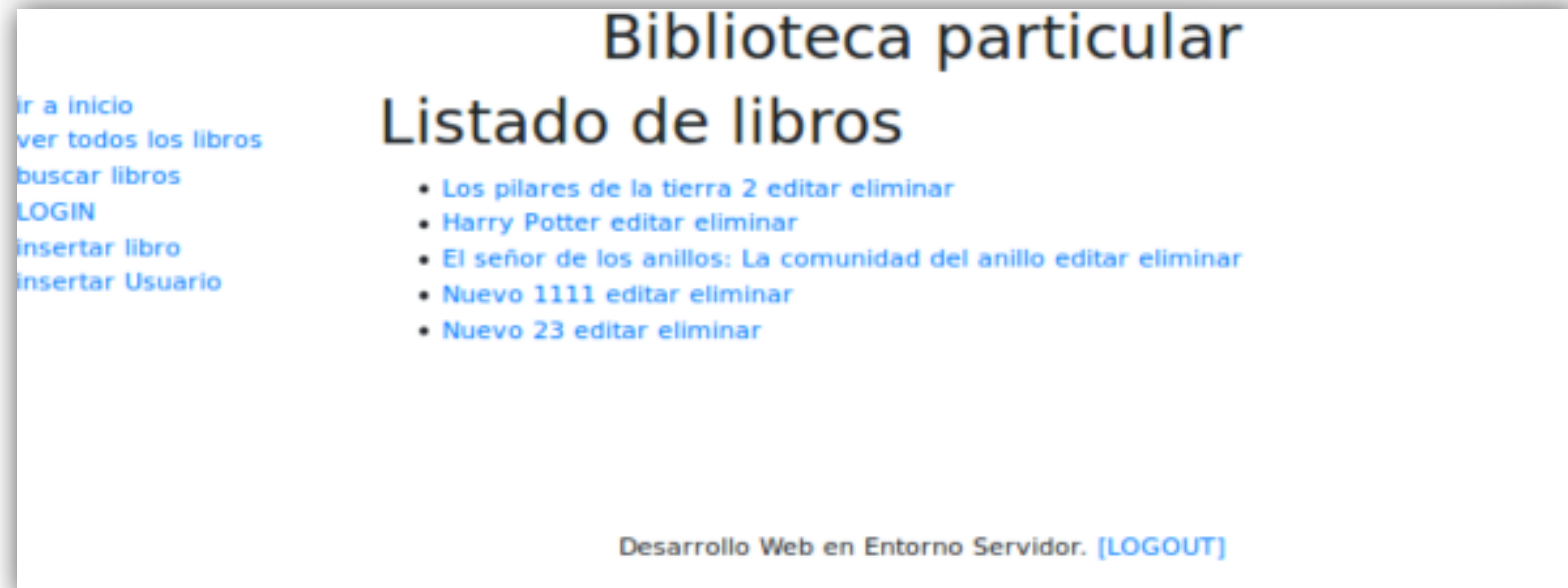 Biblioteca particular
ir a inicio
ver todos los libros
buscar libros
LOGIN
insertar libro
insertar Usuario
Listado de libros
Los pilares de la tierra 2 editar eliminar
Harry Potter editar eliminar
El señor de los anillos: La comunidad del anillo editar eliminar
Nuevo 1111 editar eliminar
Nuevo 23 editar eliminar
Desarrollo Web en Entorno Servidor. [LOGOUT]